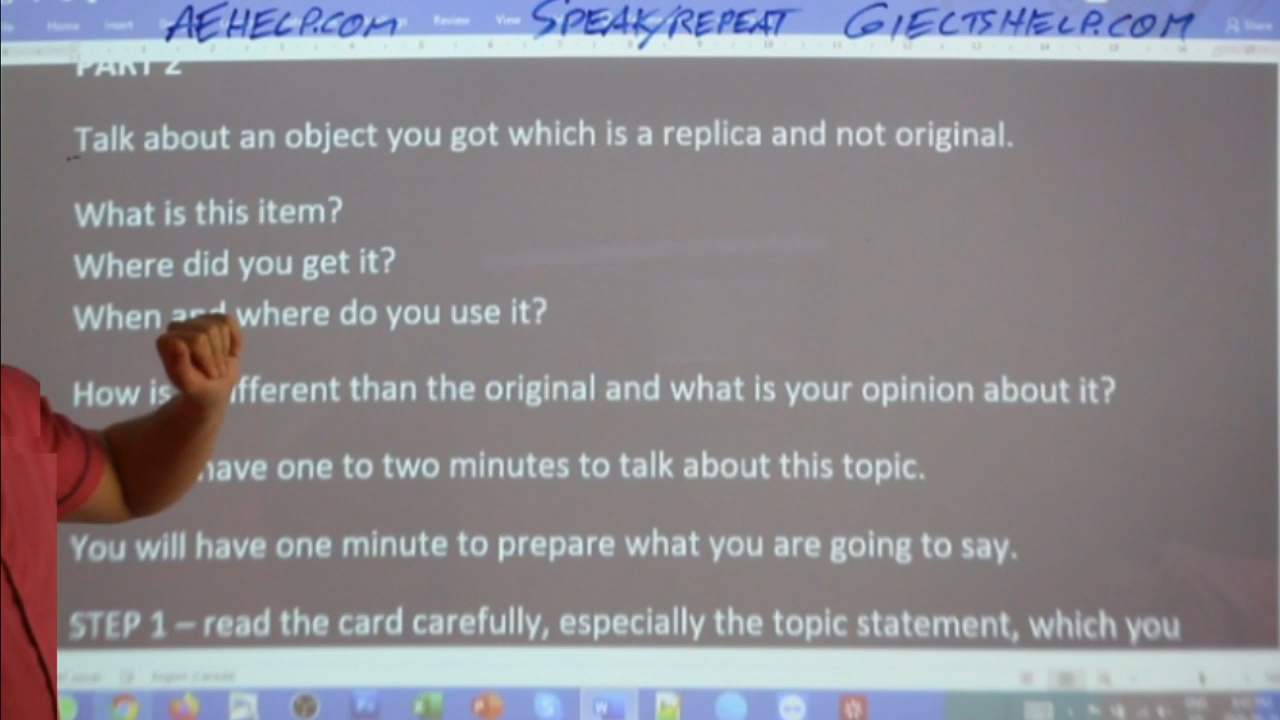 AEHELP.COM SPEAK/REPEAT GIELTSHELP.COM
Home Insert Review View Share
PART 2
Talk about an object you got which is a replica and not original.
What is this item?
Where did you get it?
When and where do you use it?
How is fferent than the original and what is your opinion about it?
have one to two minutes to talk about this topic.
You will have one minute to prepare what you are going to say.
STEP 1 – read the card carefully, especially the topic statement, which you
English (Canada)